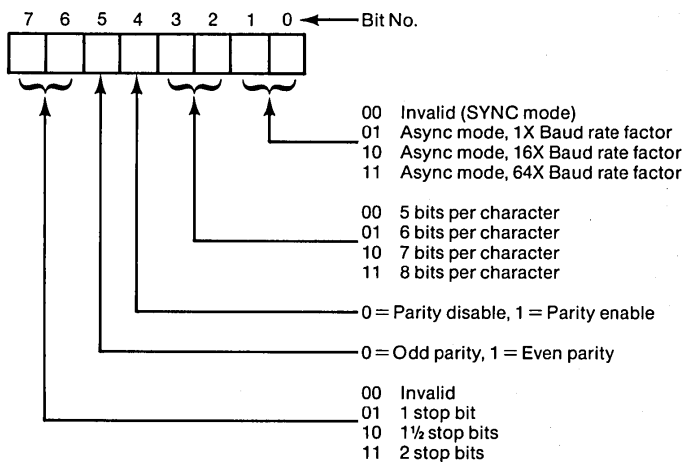 7 6 5 4 3 2 1 0 Bit No.
00 Invalid (SYNC mode)
01 Async mode, 1X Baud rate factor
10 Async mode, 16X Baud rate factor
11 Async mode, 64X Baud rate factor
00 5 bits per character
01 6 bits per character
10 7 bits per character
11 8 bits per character
0 = Parity disable, 1 = Parity enable
0 = Odd parity, 1 = Even parity
00 Invalid
01 1 stop bit
10 1½ stop bits
11 2 stop bits